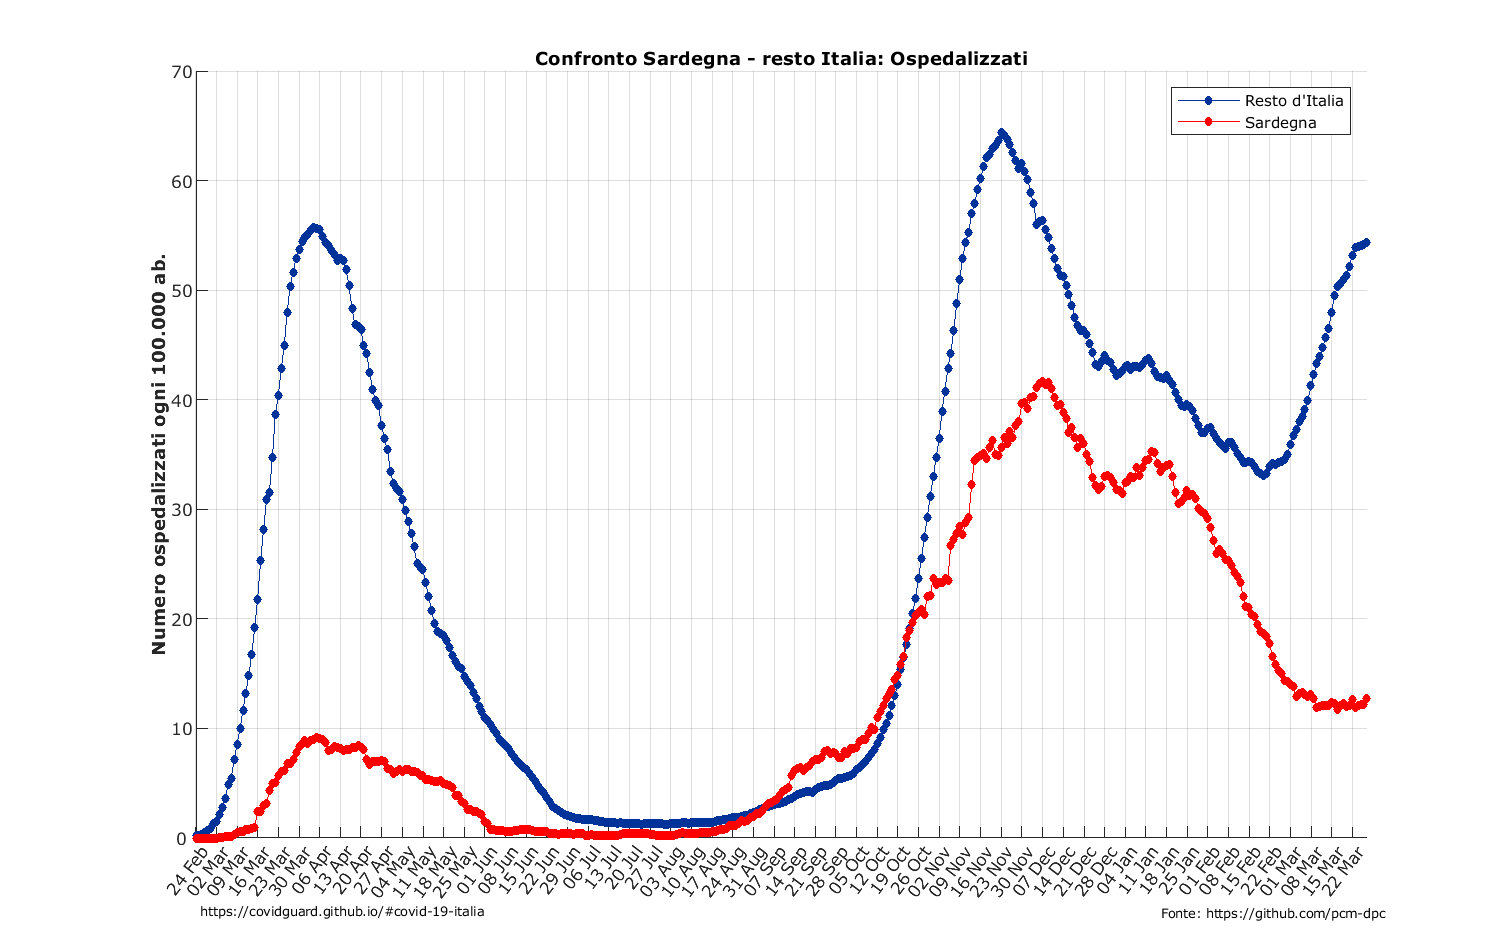 Confronto Sardegna - resto Italia: Ospedalizzati
Resto d'Italia
Sardegna
Numero ospedalizzati ogni 100.000 ab.
70
60
50
40
30
20
10
0
24 Feb
02 Mar
09 Mar
16 Mar
23 Mar
30 Mar
06 Apr
13 Apr
20 Apr
27 Apr
04 May
11 May
18 May
25 May
01 Jun
08 Jun
15 Jun
22 Jun
29 Jun
06 Jul
13 Jul
20 Jul
27 Jul
03 Aug
10 Aug
17 Aug
24 Aug
31 Aug
07 Sep
14 Sep
21 Sep
28 Sep
05 Oct
12 Oct
19 Oct
26 Oct
02 Nov
09 Nov
16 Nov
23 Nov
30 Nov
07 Dec
14 Dec
21 Dec
28 Dec
04 Jan
11 Jan
18 Jan
25 Jan
01 Feb
08 Feb
15 Feb
22 Feb
01 Mar
08 Mar
15 Mar
22 Mar
https://covidguard.github.io/#covid-19-italia
Fonte: https://github.com/pcm-dpc